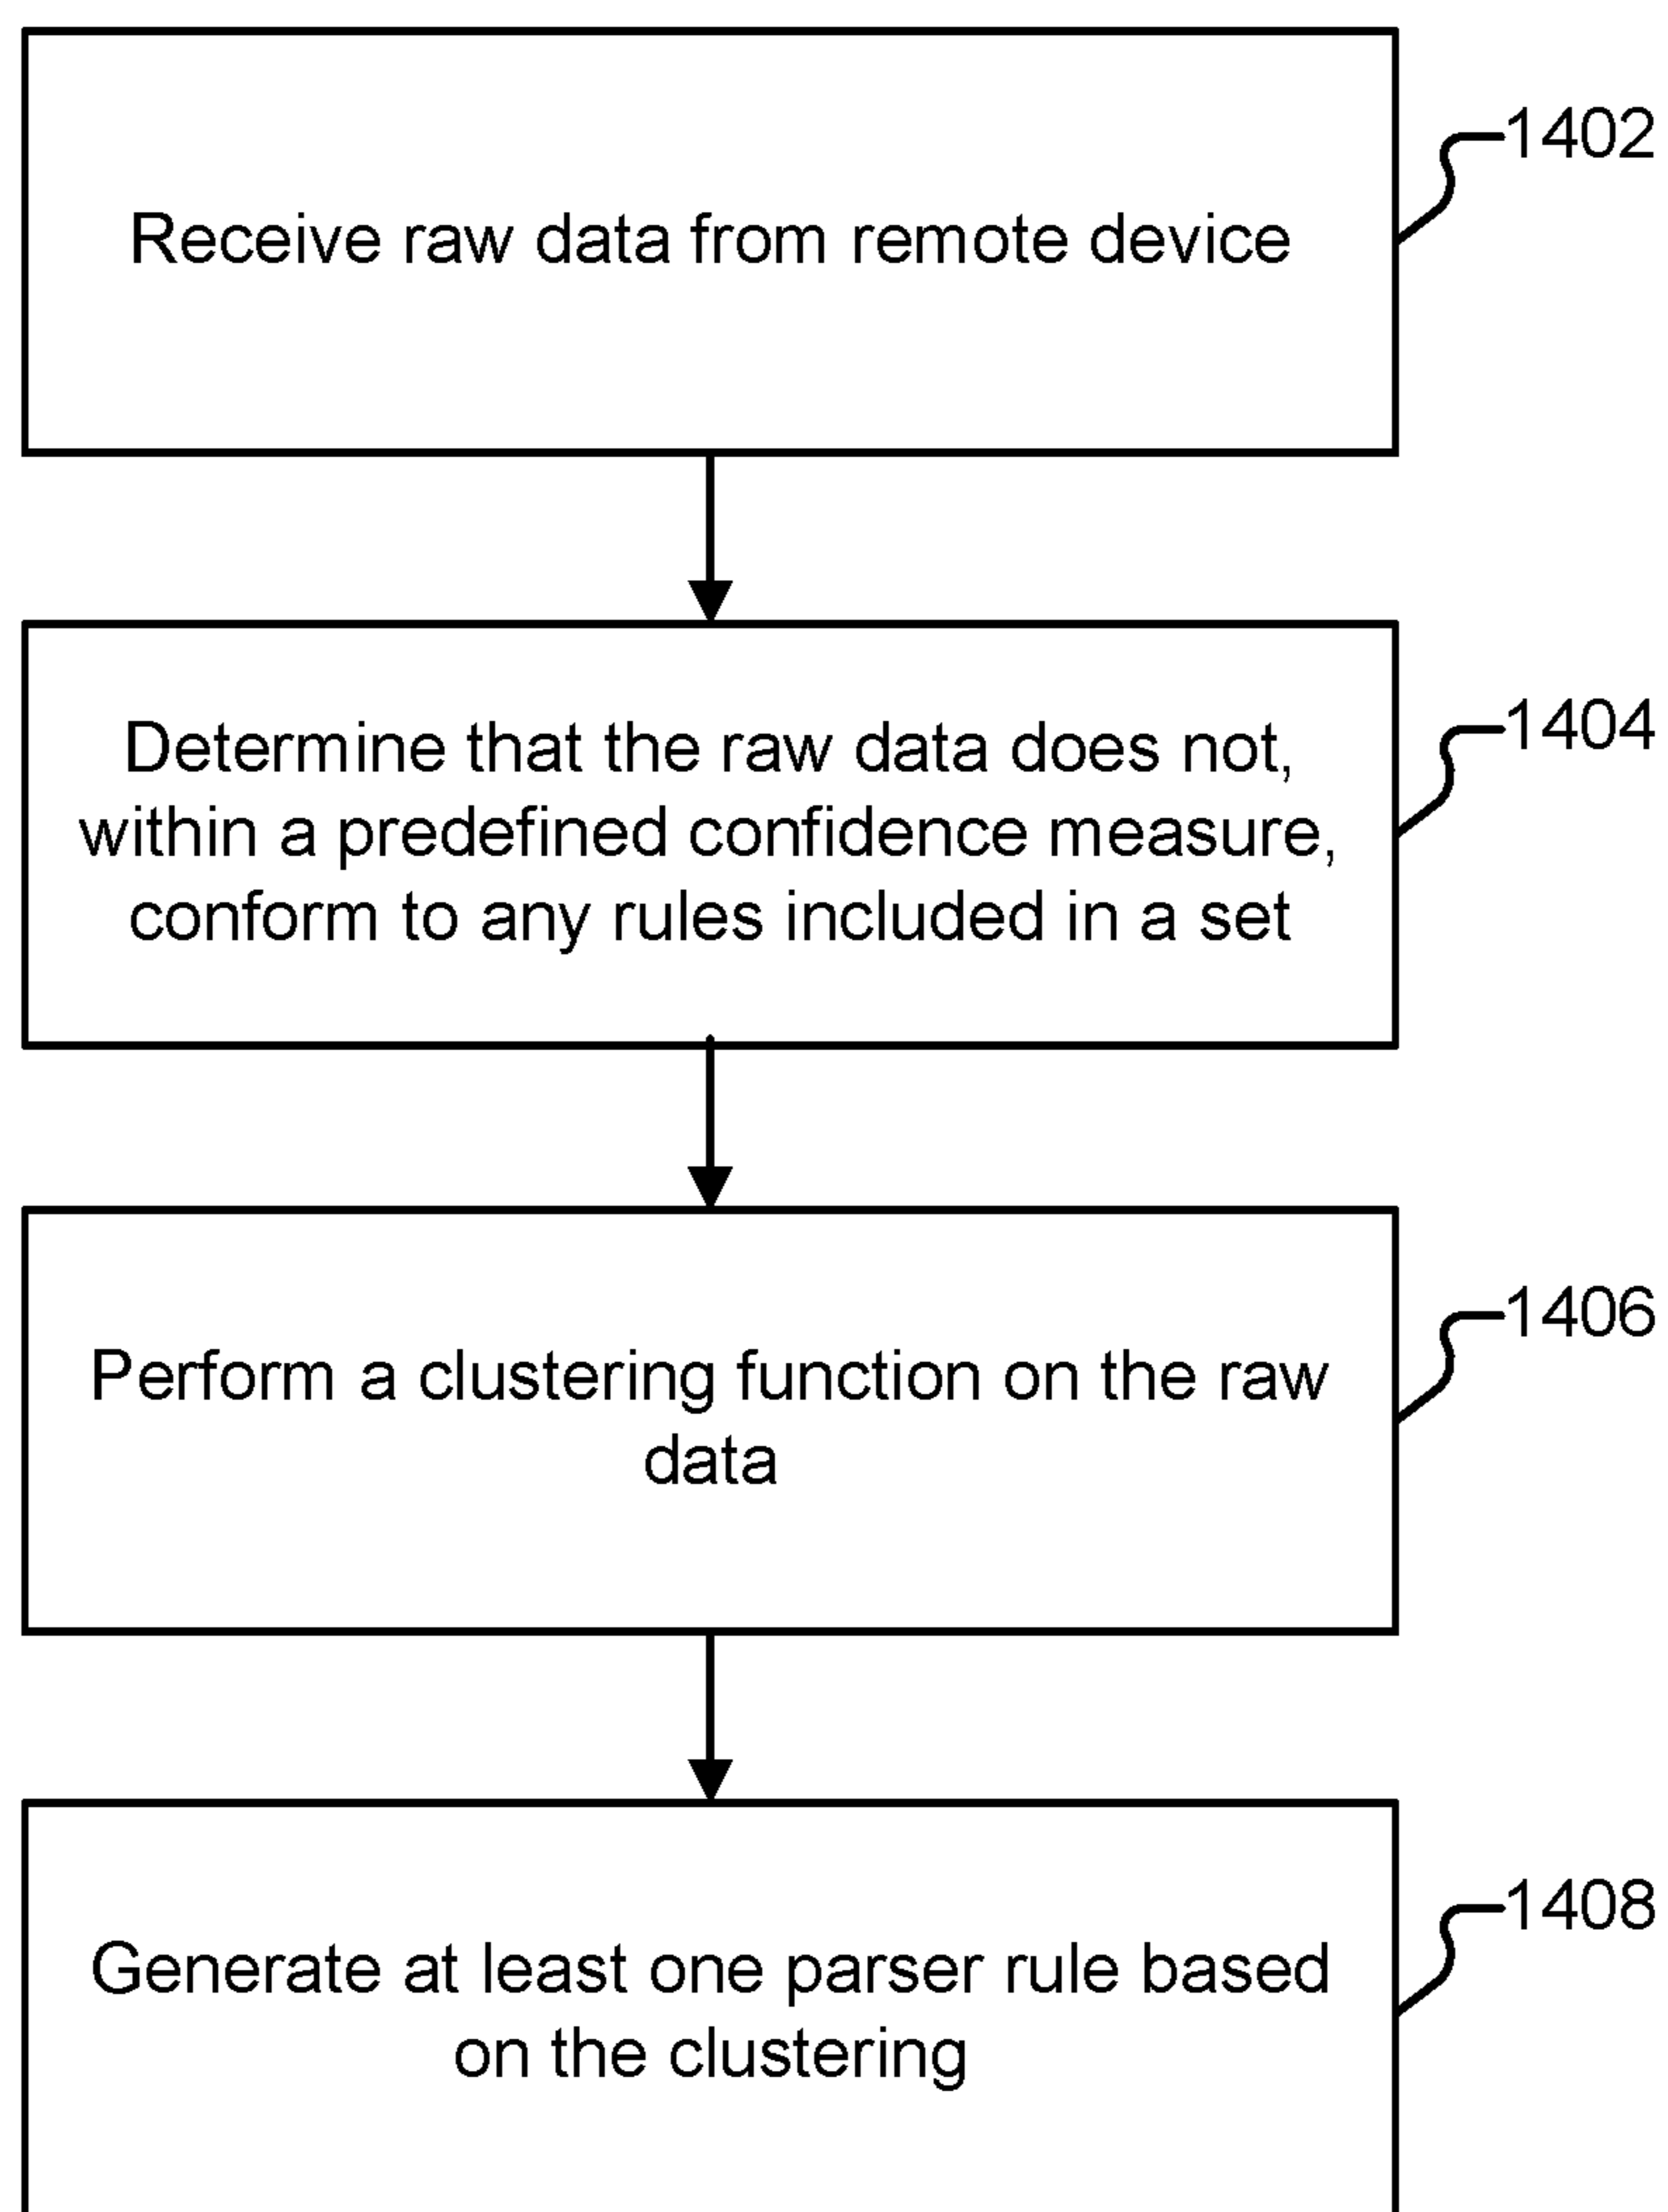 1402
Receive raw data from remote device
1404
Determine that the raw data does not,
within a predefined confidence measure,
conform to any rules included in a set
1406
Perform a clustering function on the raw
data
1408
Generate at least one parser rule based
on the clustering